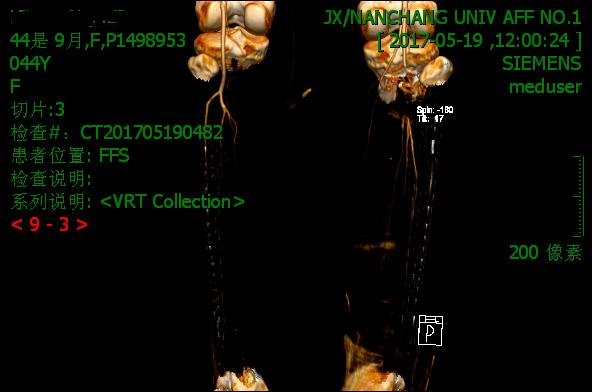 44是 9月,F,P1498953
044Y
F
切片:3
检查#: CT201705190482
患者位置: FFS
检查说明:
系列说明: <VRT Collection>
< 9 - 3 >
JX/NANCHANG UNIV AFF NO.1
[ 2017-05-19 ,12:00:24 ]
SIEMENS
meduser
Spin: -180
Tilt: 17
200 像素
P